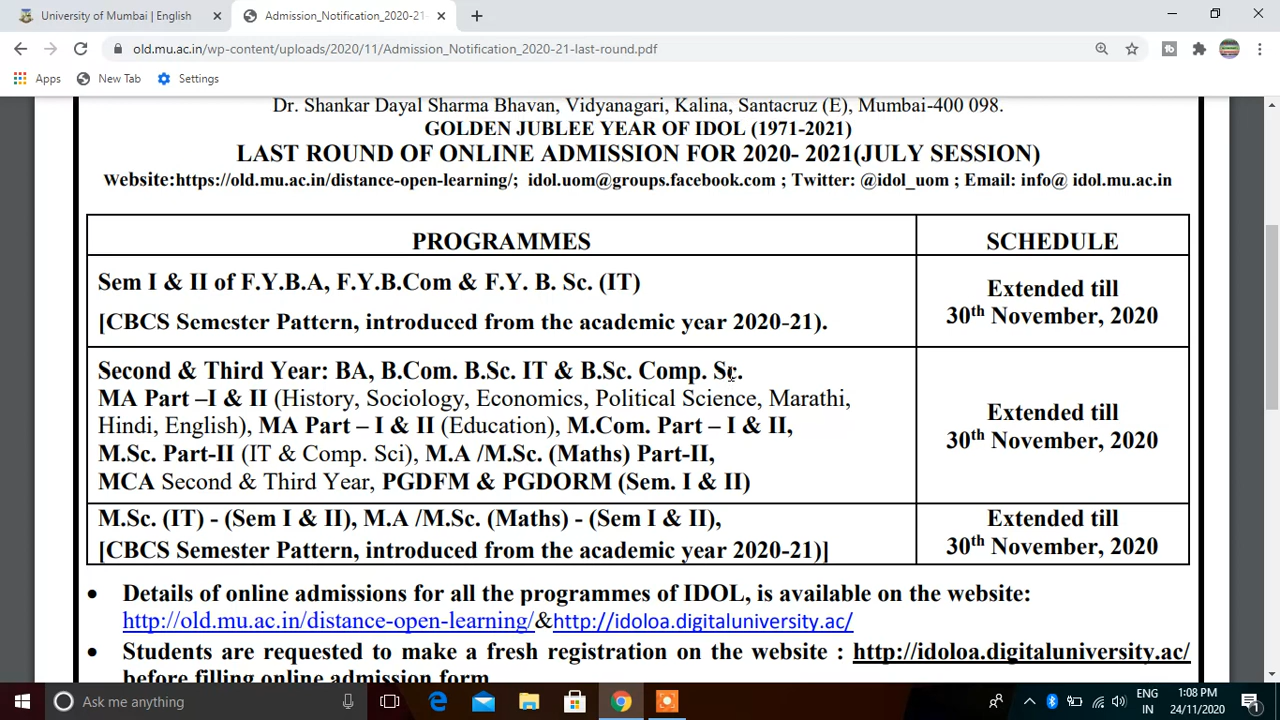 University of Mumbai | English
Admission_Notification_2020-21-
old.mu.ac.in/wp-content/uploads/2020/11/Admission_Notification_2020-21-last-round.pdf
Apps New Tab Settings
Dr. Shankar Dayal Sharma Bhavan, Vidyanagari, Kalina, Santacruz (E), Mumbai-400 098.
GOLDEN JUBLEE YEAR OF IDOL (1971-2021)
LAST ROUND OF ONLINE ADMISSION FOR 2020- 2021(JULY SESSION)
Website:https://old.mu.ac.in/distance-open-learning/; idol.uom@groups.facebook.com ; Twitter: @idol_uom ; Email: info@ idol.mu.ac.in
PROGRAMMES SCHEDULE
Sem I & II of F.Y.B.A, F.Y.B.Com & F.Y. B. Sc. (IT)
[CBCS Semester Pattern, introduced from the academic year 2020-21).
Extended till
30th November, 2020
Second & Third Year: BA, B.Com. B.Sc. IT & B.Sc. Comp. Sc.
MA Part –I & II (History, Sociology, Economics, Political Science, Marathi,
Hindi, English), MA Part – I & II (Education), M.Com. Part – I & II,
M.Sc. Part-II (IT & Comp. Sci), M.A /M.Sc. (Maths) Part-II,
MCA Second & Third Year, PGDFM & PGDORM (Sem. I & II)
Extended till
30th November, 2020
M.Sc. (IT) - (Sem I & II), M.A /M.Sc. (Maths) - (Sem I & II),
[CBCS Semester Pattern, introduced from the academic year 2020-21)]
Extended till
30th November, 2020
• Details of online admissions for all the programmes of IDOL, is available on the website:
http://old.mu.ac.in/distance-open-learning/&http://idoloa.digitaluniversity.ac/
• Students are requested to make a fresh registration on the website : http://idoloa.digitaluniversity.ac/
before filling online admission form
Ask me anything
ENG
IN
1:08 PM
24/11/2020